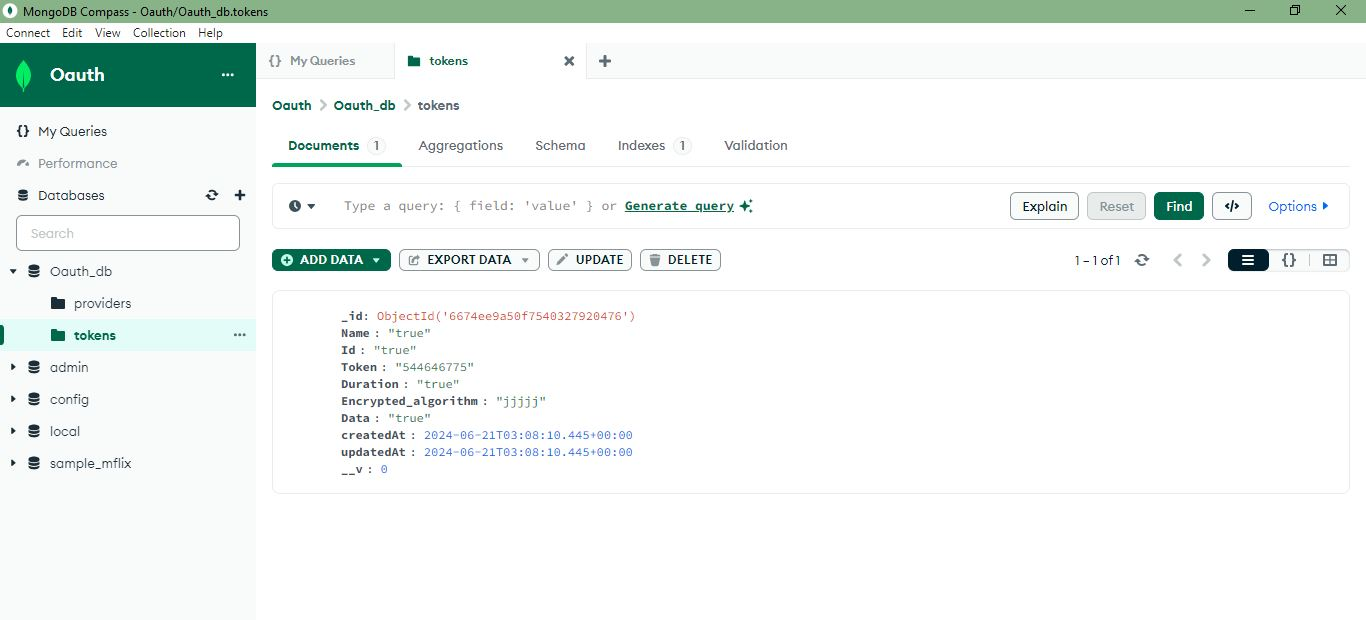 MongoDB Compass - Oauth/Oauth_db.tokens
Connect Edit View Collection Help
Oauth
{} My Queries
tokens
{} My Queries
Performance
Databases
Search
Oauth_db
providers
tokens
admin
config
local
sample_mflix
Oauth > Oauth_db > tokens
Documents 1 Aggregations Schema Indexes 1 Validation
Type a query: { field: 'value' } or Generate query
Explain Reset Find </> Options
ADD DATA EXPORT DATA UPDATE DELETE
1 – 1 of 1 {}
_id: ObjectId('6674ee9a50f7540327920476')
Name : "true"
Id : "true"
Token : "544646775"
Duration : "true"
Encrypted_algorithm : "jjjjj"
Data : "true"
createdAt : 2024-06-21T03:08:10.445+00:00
updatedAt : 2024-06-21T03:08:10.445+00:00
__v : 0